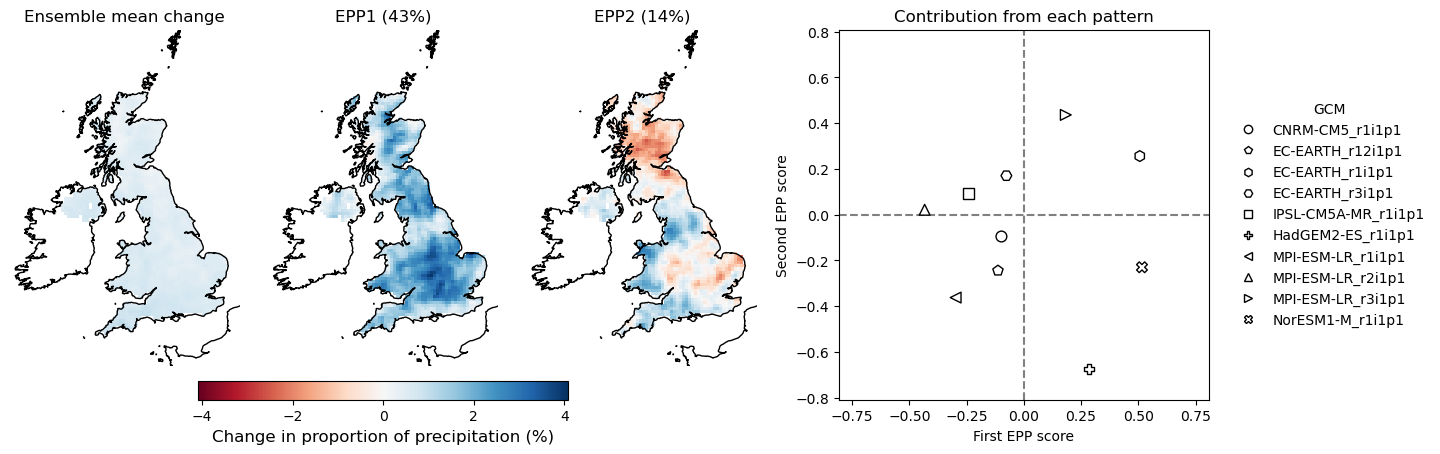 Ensemble mean change
EPP1 (43%)
EPP2 (14%)
−4 −2 0 2 4
Change in proportion of precipitation (%)
Contribution from each pattern
Second EPP score
0.8
0.6
0.4
0.2
0.0
−0.2
−0.4
−0.6
−0.8
−0.75 −0.50 −0.25 0.00 0.25 0.50 0.75
First EPP score
GCM
CNRM-CM5_r1i1p1
EC-EARTH_r12i1p1
EC-EARTH_r1i1p1
EC-EARTH_r3i1p1
IPSL-CM5A-MR_r1i1p1
HadGEM2-ES_r1i1p1
MPI-ESM-LR_r1i1p1
MPI-ESM-LR_r2i1p1
MPI-ESM-LR_r3i1p1
NorESM1-M_r1i1p1